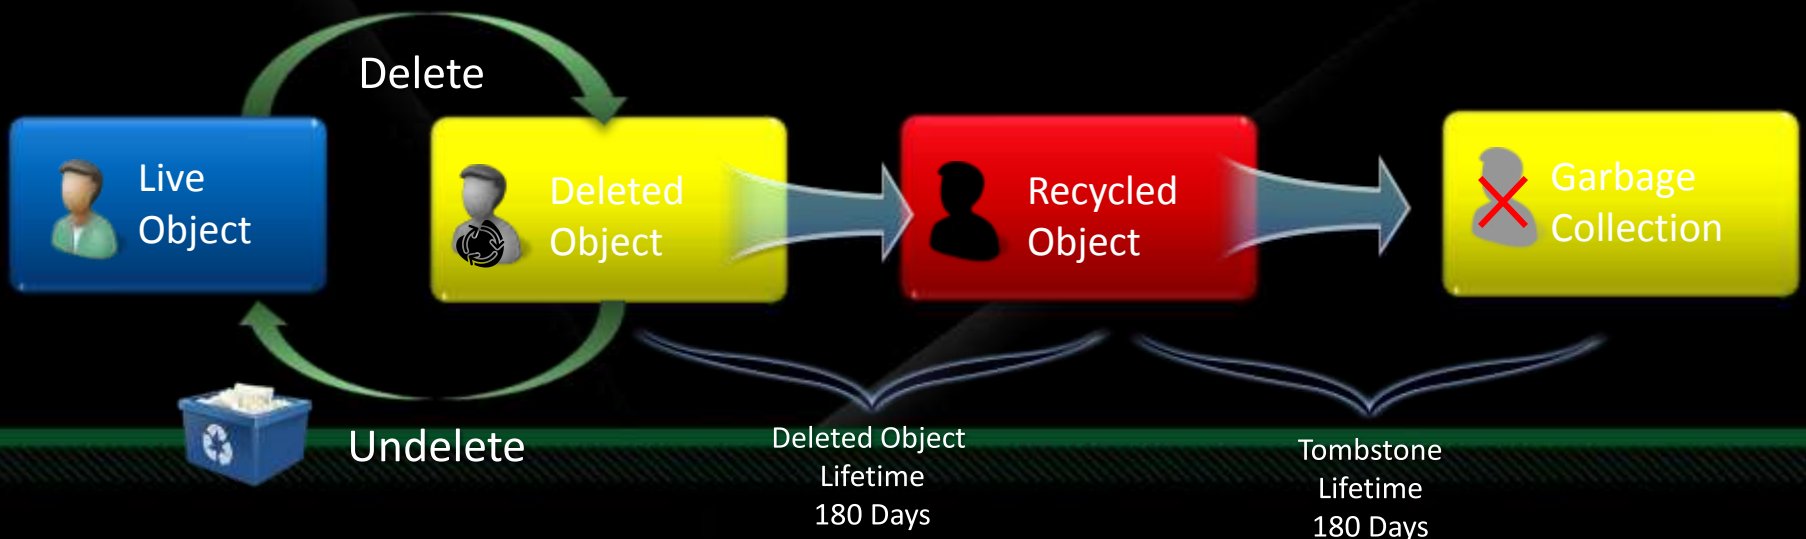 Delete
Live
Object
Deleted
Object
Recycled
Object
Garbage
Collection
Undelete
Deleted Object
Lifetime
180 Days
Tombstone
Lifetime
180 Days